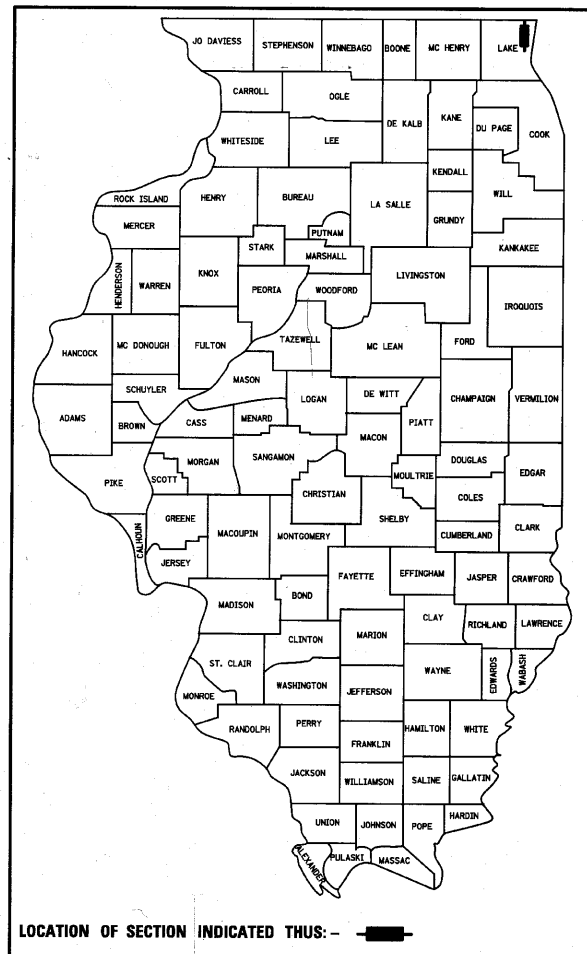 JO DAVIESS
STEPHENSON
WINNEBAGO
BOONE
MC HENRY
LAKE
CARROLL
OGLE
DE KALB
KANE
DU PAGE
COOK
WHITESIDE
LEE
KENDALL
WILL
ROCK ISLAND
HENRY
BUREAU
LA SALLE
GRUNDY
MERCER
PUTNAM
STARK
MARSHALL
KANKAKEE
HENDERSON
WARREN
KNOX
PEORIA
WOODFORD
LIVINGSTON
IROQUOIS
HANCOCK
MC DONOUGH
FULTON
TAZEWELL
MC LEAN
FORD
SCHUYLER
MASON
LOGAN
DE WITT
CHAMPAIGN
VERMILION
ADAMS
BROWN
CASS
MENARD
MACON
PIATT
PIKE
SCOTT
MORGAN
SANGAMON
CHRISTIAN
MOULTRIE
DOUGLAS
EDGAR
COLES
CALHOUN
GREENE
MACOUPIN
MONTGOMERY
SHELBY
CUMBERLAND
CLARK
JERSEY
FAYETTE
EFFINGHAM
JASPER
CRAWFORD
MADISON
BOND
CLAY
RICHLAND
LAWRENCE
CLINTON
MARION
ST. CLAIR
WAYNE
EDWARDS
WABASH
MONROE
WASHINGTON
JEFFERSON
RANDOLPH
PERRY
HAMILTON
WHITE
FRANKLIN
JACKSON
WILLIAMSON
SALINE
GALLATIN
UNION
JOHNSON
POPE
HARDIN
ALEXANDER
PULASKI
MASSAC
LOCATION OF SECTION INDICATED THUS: -